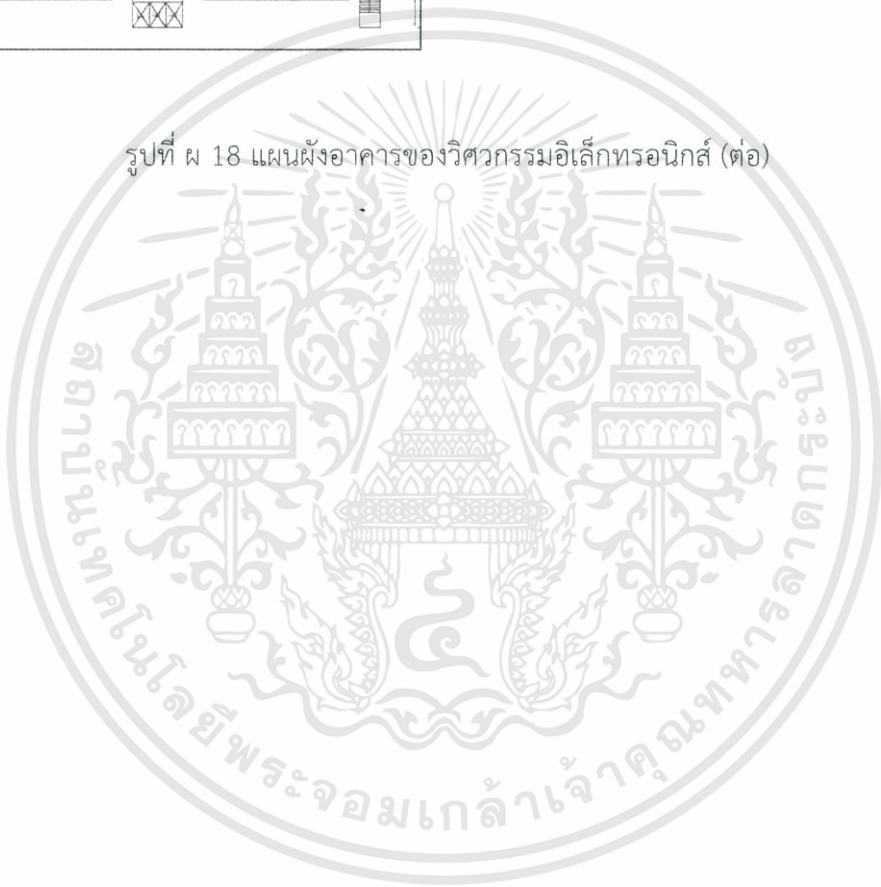 รูปที่ ผ 18 แผนผังอาคารของวิศวกรรมอิเล็กทรอนิกส์ (ต่อ)
สถาบันเทคโนโลยีพระจอมเกล้าเจ้าคุณทหารลาดกระบัง
๔